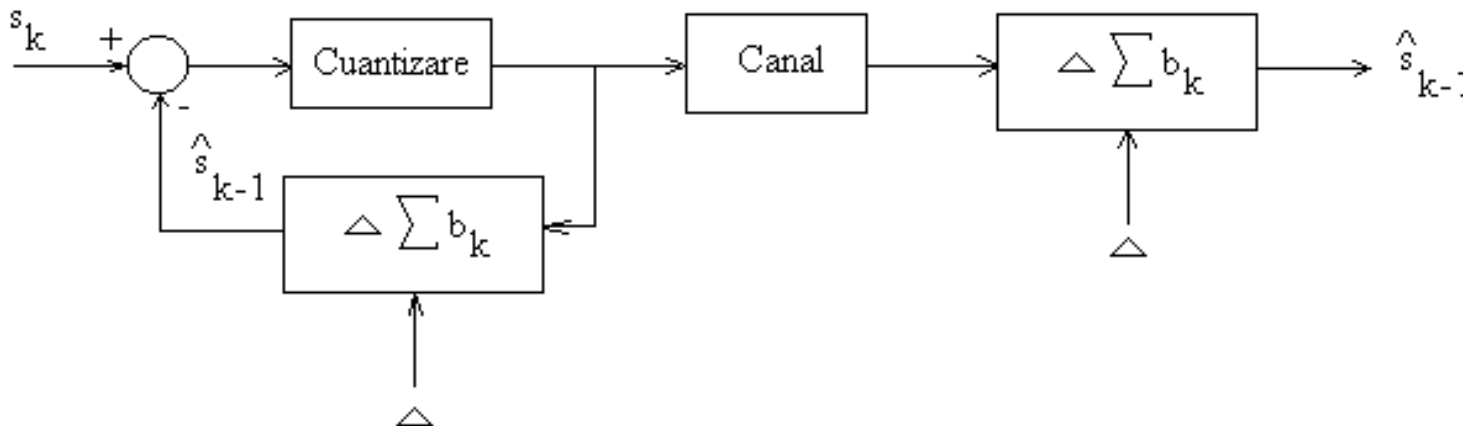 s_k
+
Cuantizare
Canal
△ ∑ b_k
ŝ_k-1
-
ŝ_k-1
△ ∑ b_k
△
△